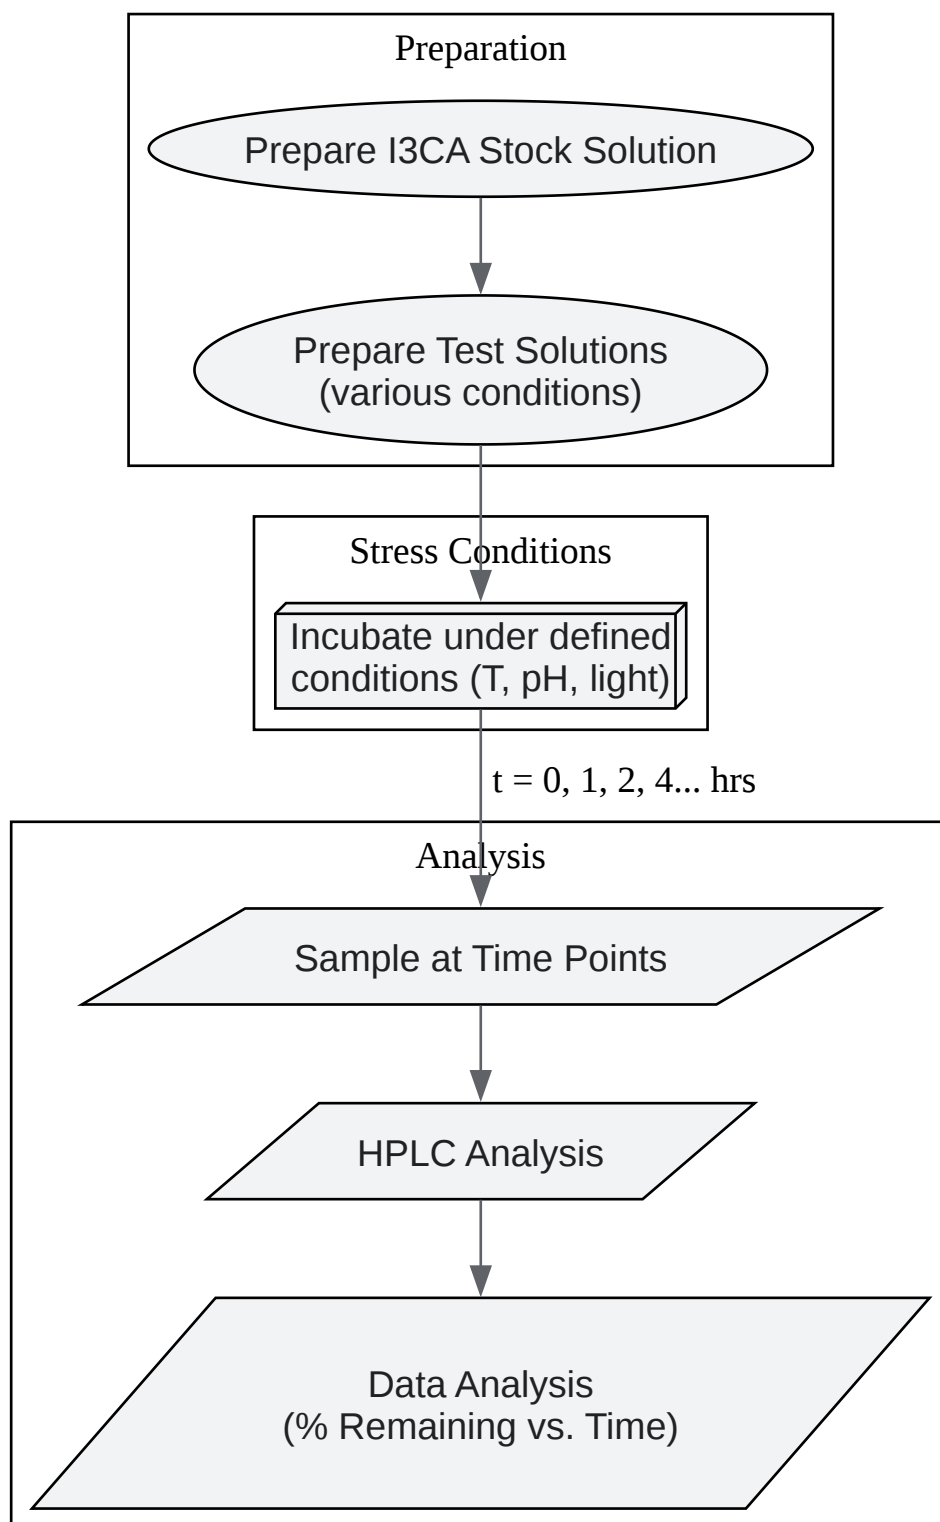 Preparation
Prepare I3CA Stock Solution
Prepare Test Solutions
(various conditions)
Stress Conditions
Incubate under defined
conditions (T, pH, light)
t = 0, 1, 2, 4... hrs
Analysis
Sample at Time Points
HPLC Analysis
Data Analysis
(% Remaining vs. Time)